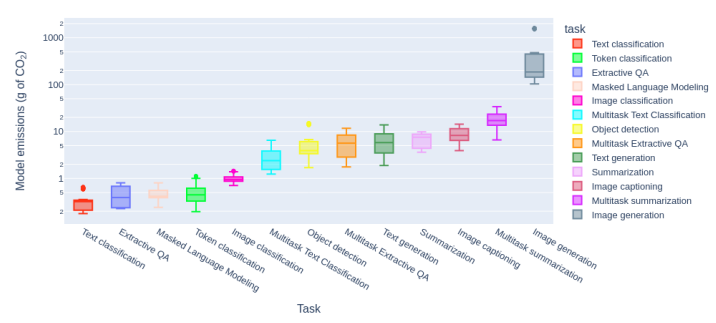 Model emissions (g of CO2)
2
1000
5
2
100
5
2
10
5
2
1
5
2
Text classification
Extractive QA
Masked Language Modeling
Token classification
Image classification
Multitask Text Classification
Object detection
Multitask Extractive QA
Text generation
Summarization
Image captioning
Multitask summarization
Image generation
Task
task
Text classification
Token classification
Extractive QA
Masked Language Modeling
Image classification
Multitask Text Classification
Object detection
Multitask Extractive QA
Text generation
Summarization
Image captioning
Multitask summarization
Image generation